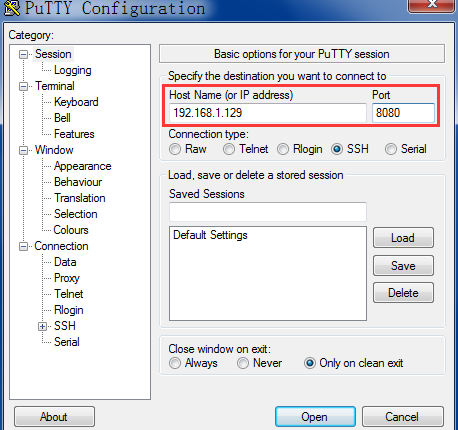 PuTTY Configuration
Category:
Session
Logging
Terminal
Keyboard
Bell
Features
Window
Appearance
Behaviour
Translation
Selection
Colours
Connection
Data
Proxy
Telnet
Rlogin
SSH
Serial
Basic options for your PuTTY session
Specify the destination you want to connect to
Host Name (or IP address) Port
192.168.1.129 8080
Connection type:
Raw Telnet Rlogin SSH Serial
Load, save or delete a stored session
Saved Sessions
Default Settings
Load
Save
Delete
Close window on exit:
Always Never Only on clean exit
About Open Cancel